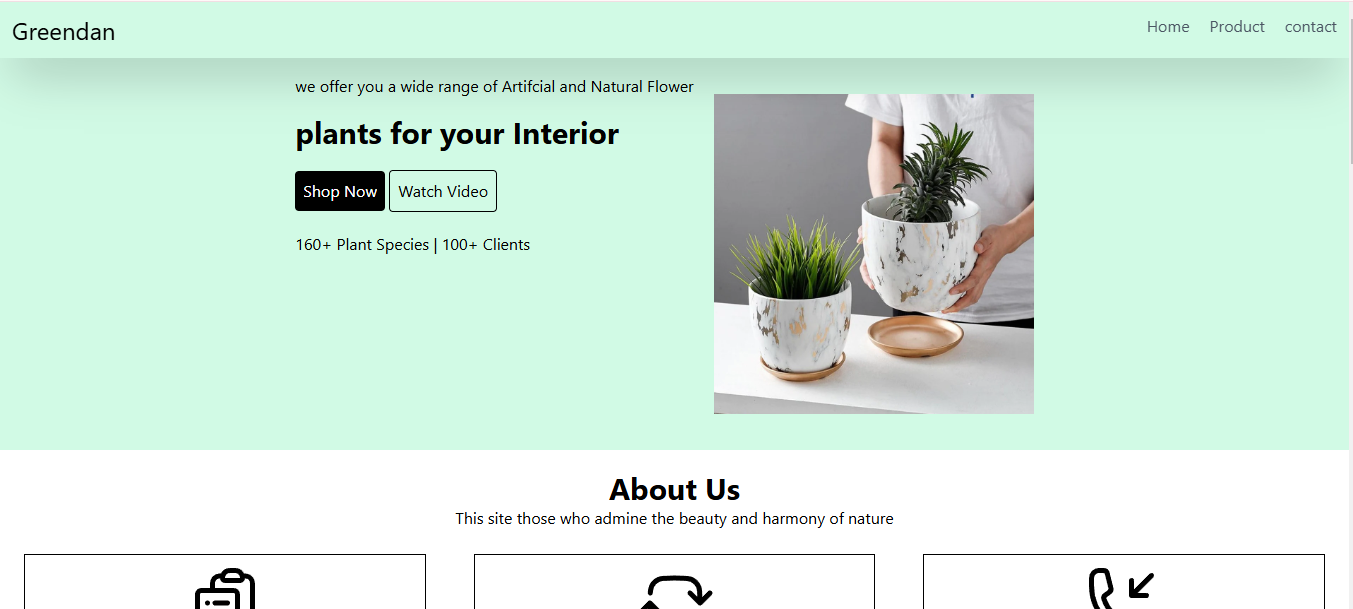 Greendan
Home Product contact
we offer you a wide range of Artifcial and Natural Flower
plants for your Interior
Shop Now Watch Video
160+ Plant Species | 100+ Clients
About Us
This site those who admine the beauty and harmony of nature